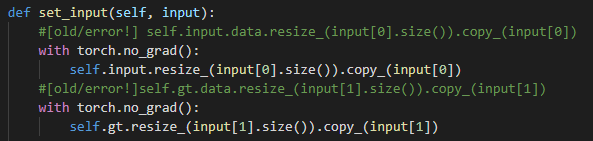 def set_input(self, input):
    #[old/error!] self.input.data.resize_(input[0].size()).copy_(input[0])
    with torch.no_grad():
        self.input.resize_(input[0].size()).copy_(input[0])
    #[old/error!]self.gt.data.resize_(input[1].size()).copy_(input[1])
    with torch.no_grad():
        self.gt.resize_(input[1].size()).copy_(input[1])